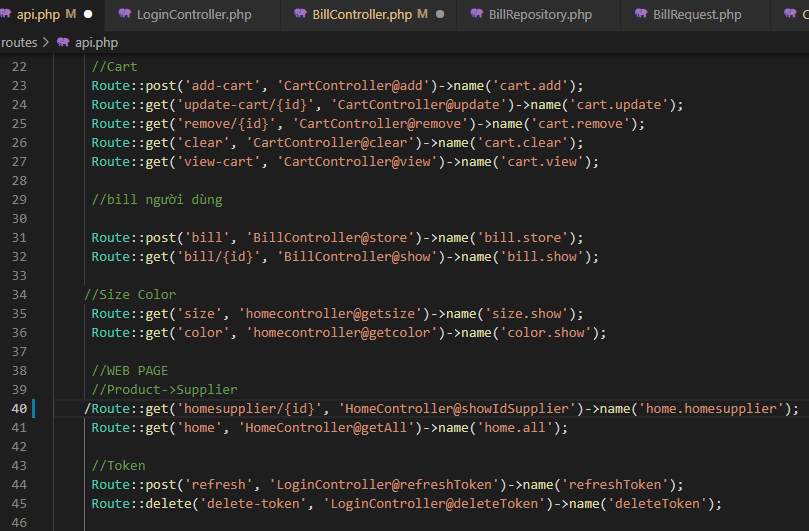 api.php M LoginController.php BillController.php M BillRepository.php BillRequest.php
routes > api.php
22 //Cart
23 Route::post('add-cart', 'CartController@add')->name('cart.add');
24 Route::get('update-cart/{id}', 'CartController@update')->name('cart.update');
25 Route::get('remove/{id}', 'CartController@remove')->name('cart.remove');
26 Route::get('clear', 'CartController@clear')->name('cart.clear');
27 Route::get('view-cart', 'CartController@view')->name('cart.view');
28
29 //bill người dùng
30
31 Route::post('bill', 'BillController@store')->name('bill.store');
32 Route::get('bill/{id}', 'BillController@show')->name('bill.show');
33
34 //Size Color
35 Route::get('size', 'homecontroller@getsize')->name('size.show');
36 Route::get('color', 'homecontroller@getcolor')->name('color.show');
37
38 //WEB PAGE
39 //Product->Supplier
40 /Route::get('homesupplier/{id}', 'HomeController@showIdSupplier')->name('home.homesupplier');
41 Route::get('home', 'HomeController@getAll')->name('home.all');
42
43 //Token
44 Route::post('refresh', 'LoginController@refreshToken')->name('refreshToken');
45 Route::delete('delete-token', 'LoginController@deleteToken')->name('deleteToken');
46